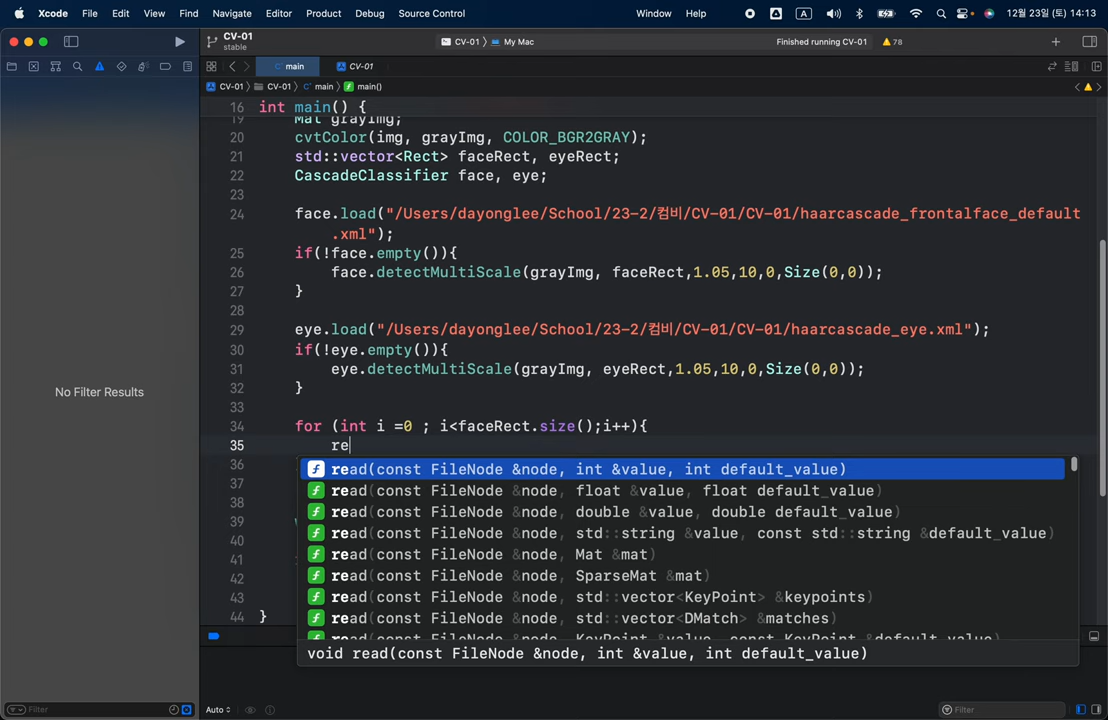 Xcode File Edit View Find Navigate Editor Product Debug Source Control Window Help A 12월 23일 (토) 14:13
CV-01
stable
CV-01 〉 My Mac
Finished running CV-01
78
main
CV-01
CV-01 〉 CV-01 〉 main 〉 main()
16 int main() {
19 Mat grayImg;
20 cvtColor(img, grayImg, COLOR_BGR2GRAY);
21 std::vector<Rect> faceRect, eyeRect;
22 CascadeClassifier face, eye;
23
24 face.load("/Users/dayonglee/School/23-2/컴비/CV-01/CV-01/haarcascade_frontalface_default
.xml");
25 if(!face.empty()){
26 face.detectMultiScale(grayImg, faceRect,1.05,10,0,Size(0,0));
27 }
28
29 eye.load("/Users/dayonglee/School/23-2/컴비/CV-01/CV-01/haarcascade_eye.xml");
30 if(!eye.empty()){
31 eye.detectMultiScale(grayImg, eyeRect,1.05,10,0,Size(0,0));
32 }
33
34 for (int i =0 ; i<faceRect.size();i++){
35 re
36
37
38
39
40
41
42
43
44 }
read(const FileNode &node, int &value, int default_value)
read(const FileNode &node, float &value, float default_value)
read(const FileNode &node, double &value, double default_value)
read(const FileNode &node, std::string &value, const std::string &default_value)
read(const FileNode &node, Mat &mat)
read(const FileNode &node, SparseMat &mat)
read(const FileNode &node, std::vector<KeyPoint> &keypoints)
read(const FileNode &node, std::vector<DMatch> &matches)
read(const FileNode &node, KeyPoint &value, const KeyPoint &default_value)
void read(const FileNode &node, int &value, int default_value)
No Filter Results
Filter
Auto
Filter